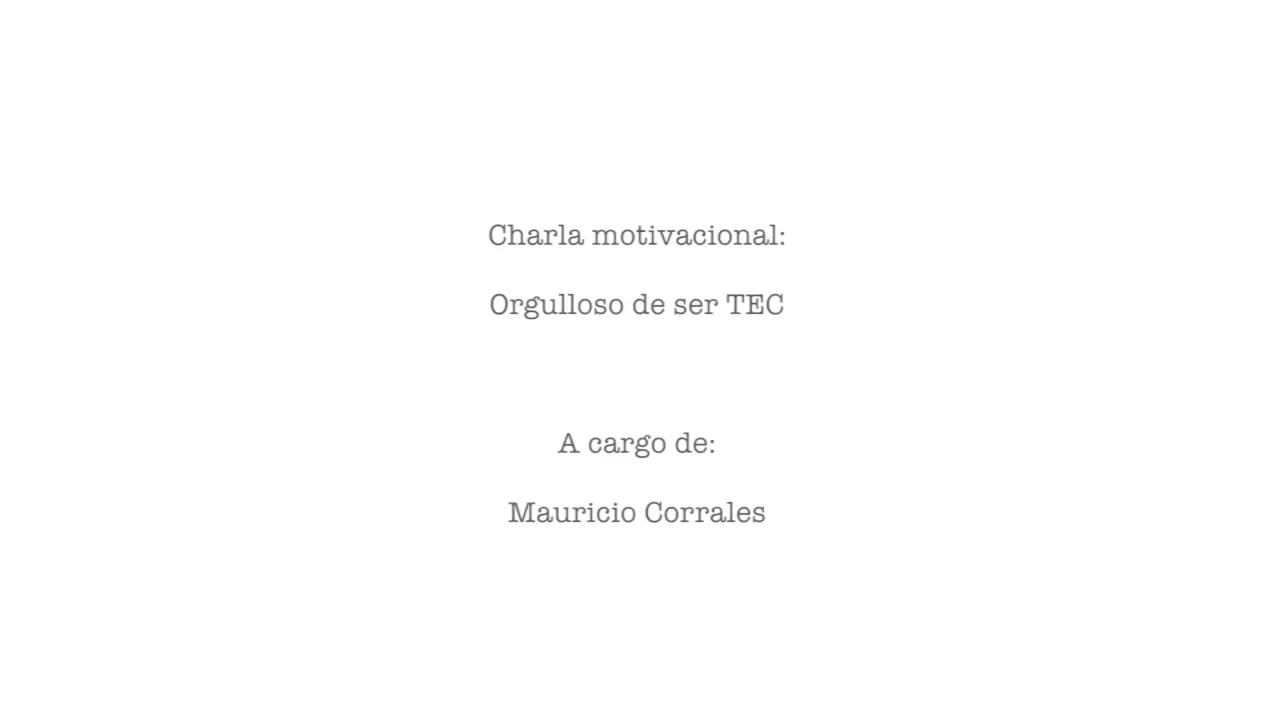 Charla motivacional:
Orgulloso de ser TEC
A cargo de:
Mauricio Corrales